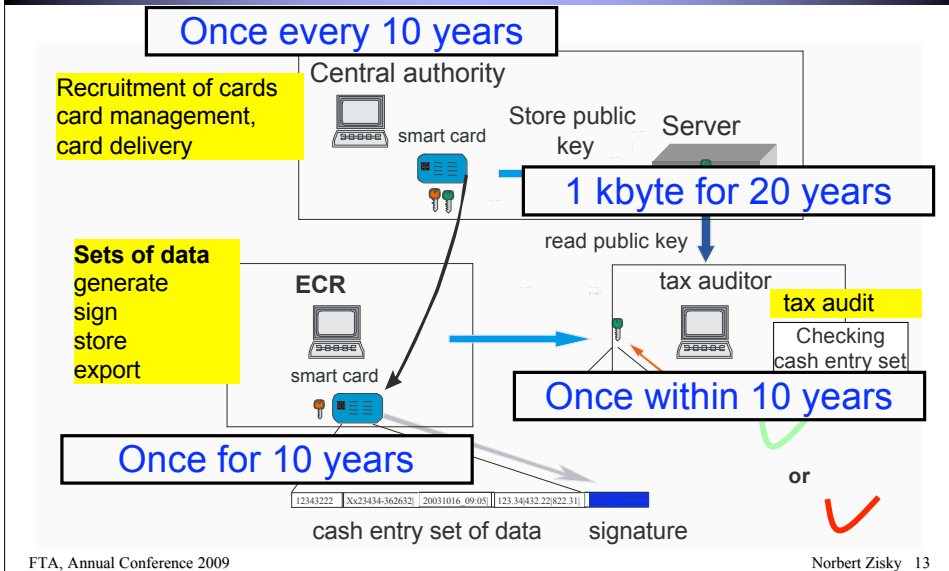 Once every 10 years
Central authority
Recruitment of cards
card management,
card delivery
smart card
Store public
key
Server
1 kbyte for 20 years
read public key
Sets of data
generate
sign
store
export
ECR
smart card
tax auditor
tax audit
Checking
cash entry set
Once within 10 years
Once for 10 years
or
12343222
Xx23434-362632|
20031016_09:05|
123.34|432.22|822.31|
cash entry set of data
signature
FTA, Annual Conference 2009
Norbert Zisky 13